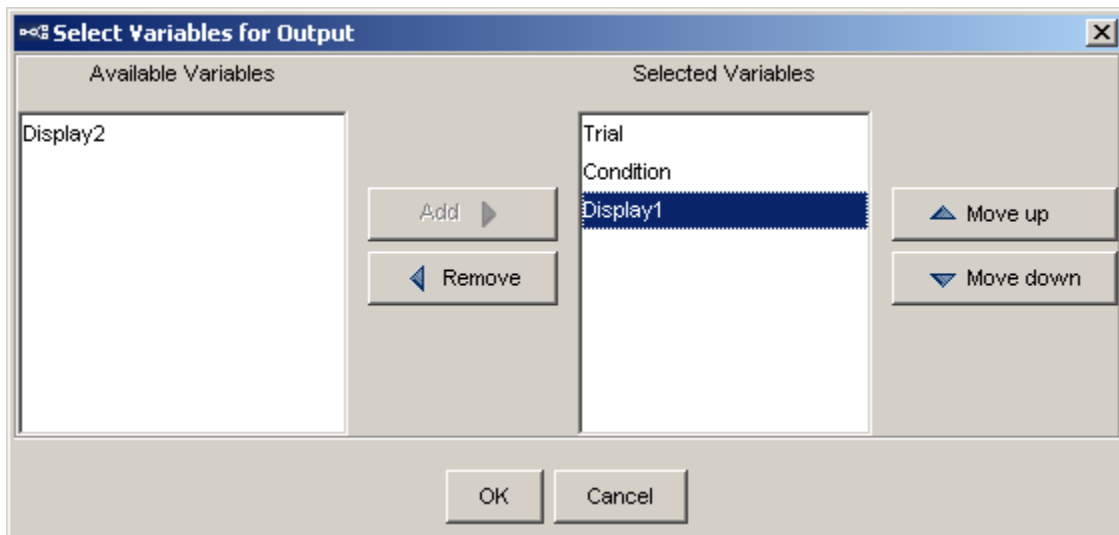 Select Variables for Output
Available Variables
Selected Variables
Display2
Trial
Condition
Display1
Add
Remove
Move up
Move down
OK
Cancel